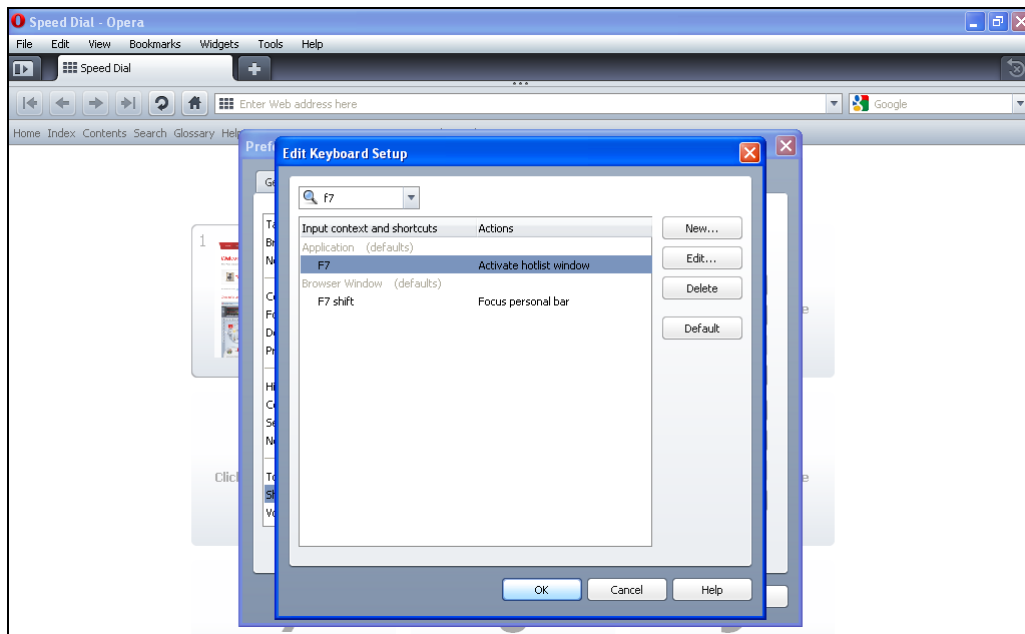 Speed Dial - Opera
File Edit View Bookmarks Widgets Tools Help
Speed Dial
Enter Web address here
Google
Home Index Contents Search Glossary Help
Edit Keyboard Setup
f7
Input context and shortcuts Actions
Application (defaults)
F7 Activate hotlist window
Browser Window (defaults)
F7 shift Focus personal bar
New...
Edit...
Delete
Default
1
OK Cancel Help